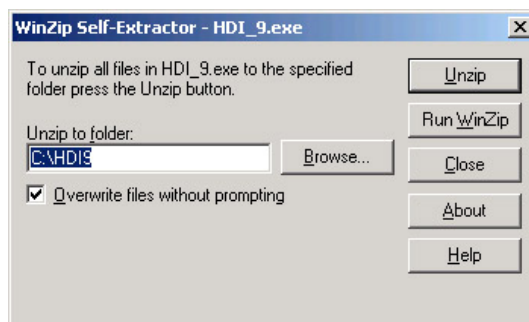 WinZip Self-Extractor - HDI_9.exe
To unzip all files in HDI_9.exe to the specified
folder press the Unzip button.
Unzip to folder:
C:\HDI9
Browse...
Overwrite files without prompting
Unzip
Run WinZip
Close
About
Help